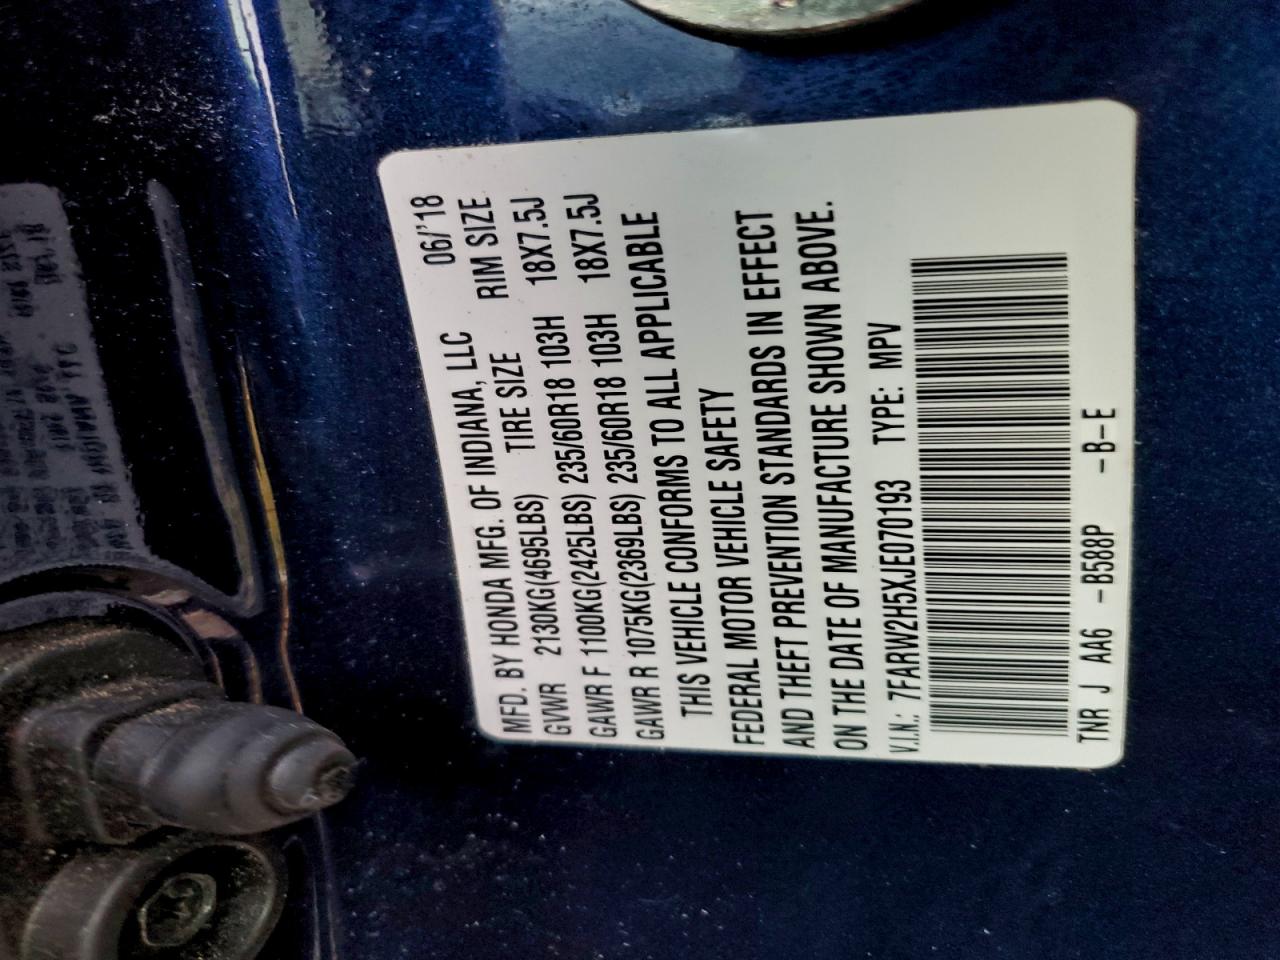 MFD. BY HONDA MFG. OF INDIANA, LLC 06/'18
GVWR 2130KG(4695LBS) TIRE SIZE RIM SIZE
GAWR F 1100KG(2425LBS) 235/60R18 103H 18X7.5J
GAWR R 1075KG(2369LBS) 235/60R18 103H 18X7.5J
THIS VEHICLE CONFORMS TO ALL APPLICABLE
FEDERAL MOTOR VEHICLE SAFETY
AND THEFT PREVENTION STANDARDS IN EFFECT
ON THE DATE OF MANUFACTURE SHOWN ABOVE.
V.I.N.: 7FARW2H5XJE070193 TYPE: MPV
TNR J AA6 -B588P -B-E